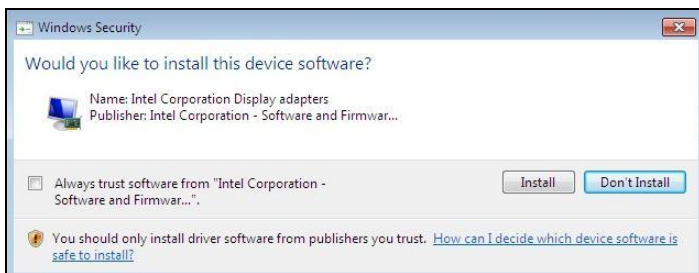 Windows Security
Would you like to install this device software?
Name: Intel Corporation Display adapters
Publisher: Intel Corporation - Software and Firmwar...
Always trust software from "Intel Corporation -
Software and Firmwar...".
Install
Don't Install
You should only install driver software from publishers you trust. How can I decide which device software is
safe to install?